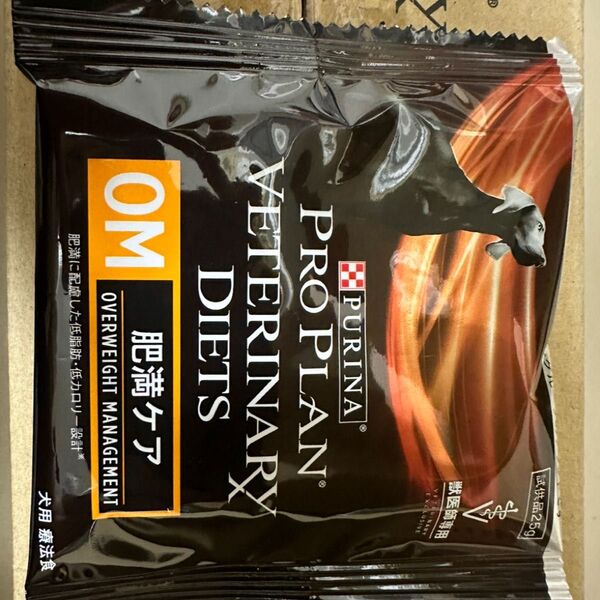 PURINA®
PRO PLAN®
VETERINARY
DIETS
OM
肥満ケア
OVERWEIGHT MANAGEMENT
肥満に配慮した低脂肪・低カロリー設計※
犬用 療法食
獣医師専用
試供品25g